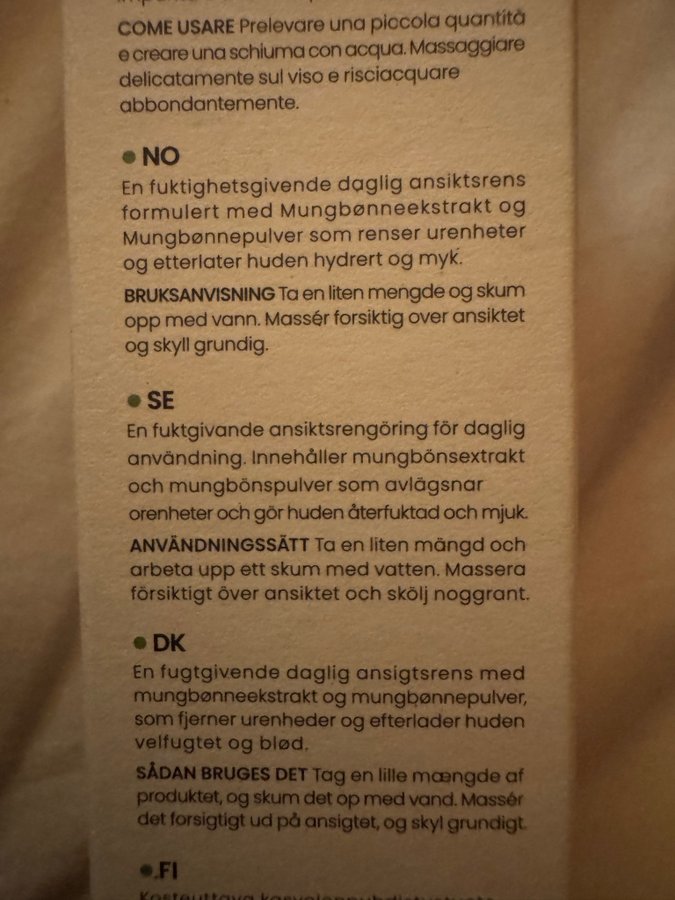 COME USARE Prelevare una piccola quantità
e creare una schiuma con acqua. Massaggiare
delicatamente sul viso e risciacquare
abbondantemente.
NO
En fuktighetsgivende daglig ansiktsrens
formulert med Mungbønneekstrakt og
Mungbønnepulver som renser urenheter
og etterlater huden hydrert og myk.
BRUKSANVISNING Ta en liten mengde og skum
opp med vann. Massér forsiktig over ansiktet
og skyll grundig.
SE
En fuktgivande ansiktsrengöring för daglig
användning. Innehåller mungbönsextrakt
och mungbönspulver som avlägsnar
orenheter och gör huden återfuktad och mjuk.
ANVÄNDNINGSSÄTT Ta en liten mängd och
arbeta upp ett skum med vatten. Massera
försiktigt över ansiktet och skölj noggrant.
DK
En fugtgivende daglig ansigtsrens med
mungbønneekstrakt og mungbønnepulver,
som fjerner urenheder og efterlader huden
velfugtet og blød.
SÅDAN BRUGES DET Tag en lille mængde af
produktet, og skum det op med vand. Massér
det forsigtigt ud på ansigtet, og skyl grundigt.
FI